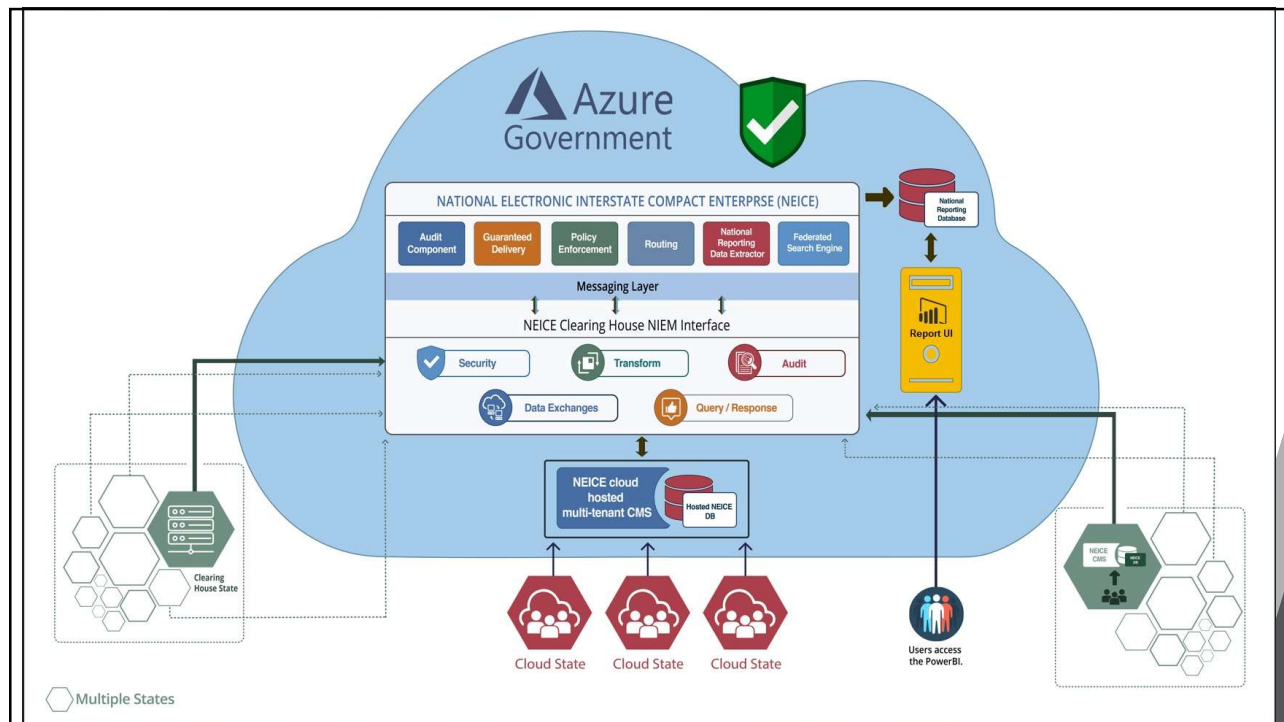 Azure
Government
NATIONAL ELECTRONIC INTERSTATE COMPACT ENTERPRSE (NEICE)
Audit
Component
Guaranteed
Delivery
Policy
Enforcement
Routing
National
Reporting
Data Extractor
Federated
Search Engine
National
Reporting
Database
Messaging Layer
NEICE Clearing House NIEM Interface
Report UI
Security
Transform
Audit
Data Exchanges
Query / Response
NEICE cloud
hosted
multi-tenant CMS
Hosted NEICE
DB
Clearing
House State
NEICE
CMS
NEICE
DB
Cloud State
Cloud State
Cloud State
Users access
the PowerBI.
Multiple States